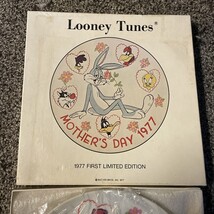 Looney Tunes®
MOTHER'S DAY 1977
1977 FIRST LIMITED EDITION